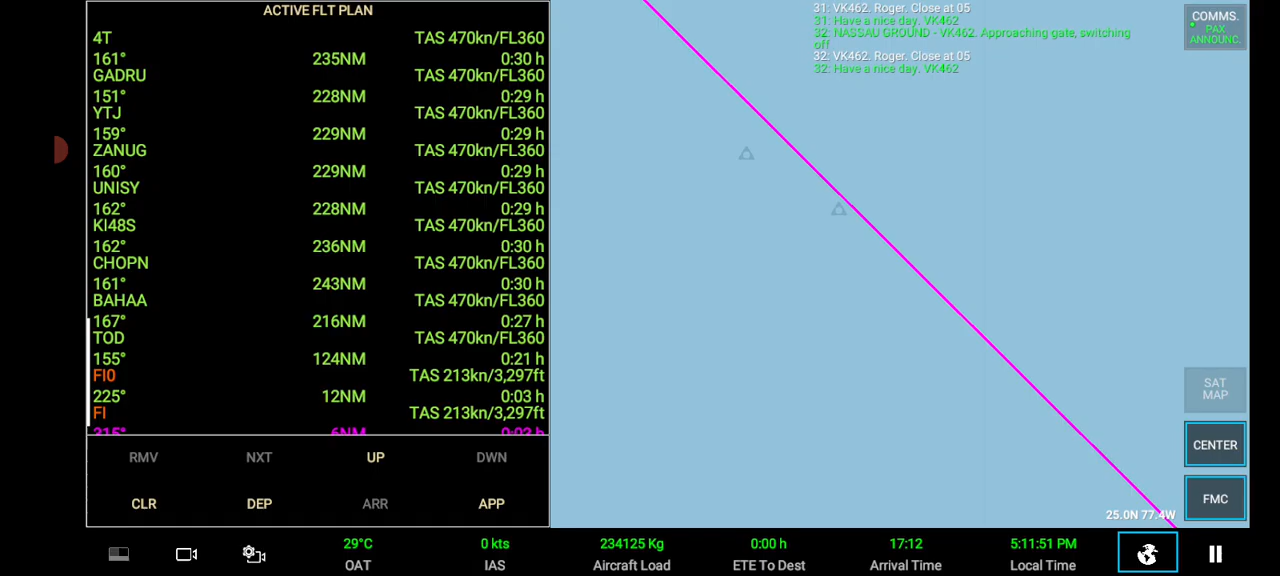 ACTIVE FLT PLAN
4T TAS 470kn/FL360
161° 235NM 0:30 h
GADRU TAS 470kn/FL360
151° 228NM 0:29 h
YTJ TAS 470kn/FL360
159° 229NM 0:29 h
ZANUG TAS 470kn/FL360
160° 229NM 0:29 h
UNISY TAS 470kn/FL360
162° 228NM 0:29 h
KI48S TAS 470kn/FL360
162° 236NM 0:30 h
CHOPN TAS 470kn/FL360
161° 243NM 0:30 h
BAHAA TAS 470kn/FL360
167° 216NM 0:27 h
TOD TAS 470kn/FL360
155° 124NM 0:21 h
FI0 TAS 213kn/3,297ft
225° 12NM 0:03 h
FI TAS 213kn/3,297ft
315° 6NM 0:03 h
RMV NXT UP DWN
CLR DEP ARR APP
31: VK462. Roger. Close at 05
31: Have a nice day. VK462
32: NASSAU GROUND - VK462. Approaching gate, switching
off
32: VK462. Roger. Close at 05
32: Have a nice day. VK462
COMMS.
PAX
ANNOUNC.
SAT
MAP
CENTER
FMC
25.0N 77.4W
29°C 0 kts 234125 Kg 0:00 h 17:12 5:11:51 PM
OAT IAS Aircraft Load ETE To Dest Arrival Time Local Time